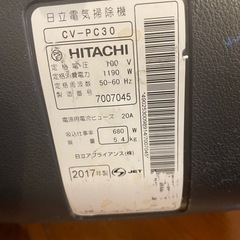 日立電気掃除機
CV-PC30
HITACHI
定格電圧 100 V
定格消費電力 1190 W
定格周波数 50-60 Hz
7007045
電源用電流ヒューズ 20A
吸込仕事率 680 W
質量 5.4 kg
日立アプライアンス(株)
2017年製 JET